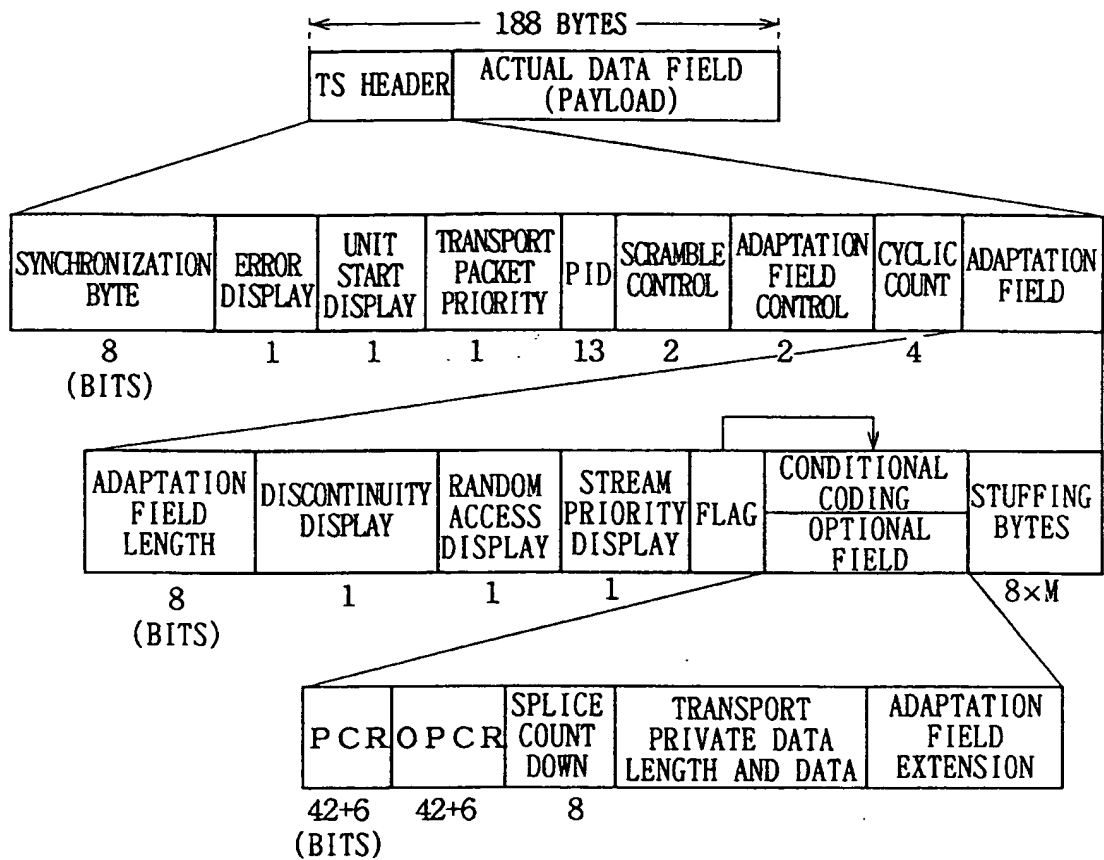 188 BYTES
TS HEADER
ACTUAL DATA FIELD
(PAYLOAD)
SYNCHRONIZATION
BYTE
ERROR
DISPLAY
UNIT
START
DISPLAY
TRANSPORT
PACKET
PRIORITY
PID
SCRAMBLE
CONTROL
ADAPTATION
FIELD
CONTROL
CYCLIC
COUNT
ADAPTATION
FIELD
8
(BITS)
1
1
1
13
2
2
4
ADAPTATION
FIELD
LENGTH
DISCONTINUITY
DISPLAY
RANDOM
ACCESS
DISPLAY
STREAM
PRIORITY
DISPLAY
FLAG
CONDITIONAL
CODING
OPTIONAL
FIELD
STUFFING
BYTES
8
(BITS)
1
1
1
8×M
PCR
OPCR
SPLICE
COUNT
DOWN
TRANSPORT
PRIVATE DATA
LENGTH AND DATA
ADAPTATION
FIELD
EXTENSION
42+6
(BITS)
42+6
8